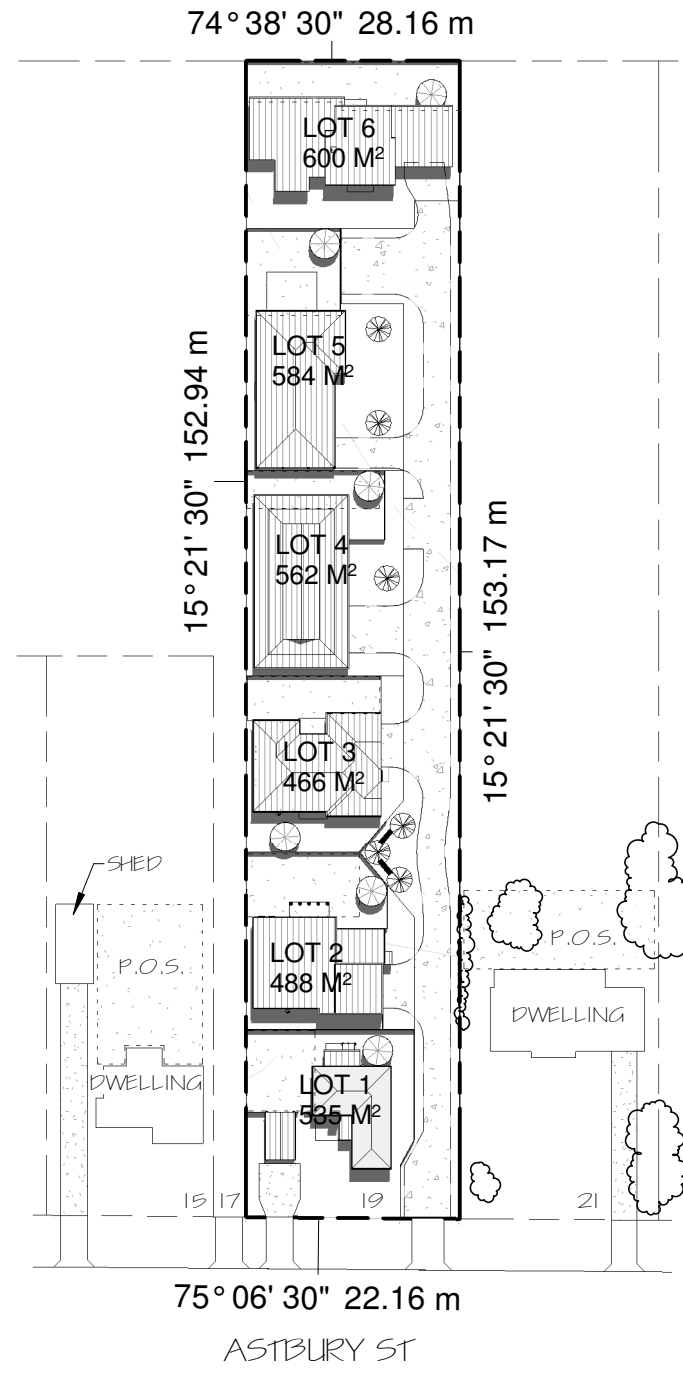 74° 38' 30" 28.16 m
LOT 6
600 M²
LOT 5
584 M²
15° 21' 30" 152.94 m
LOT 4
562 M²
15° 21' 30" 153.17 m
LOT 3
466 M²
SHED
P.O.S.
LOT 2
488 M²
P.O.S.
DWELLING
DWELLING
LOT 1
535 M²
15 17 19 21
75° 06' 30" 22.16 m
ASTBURY ST